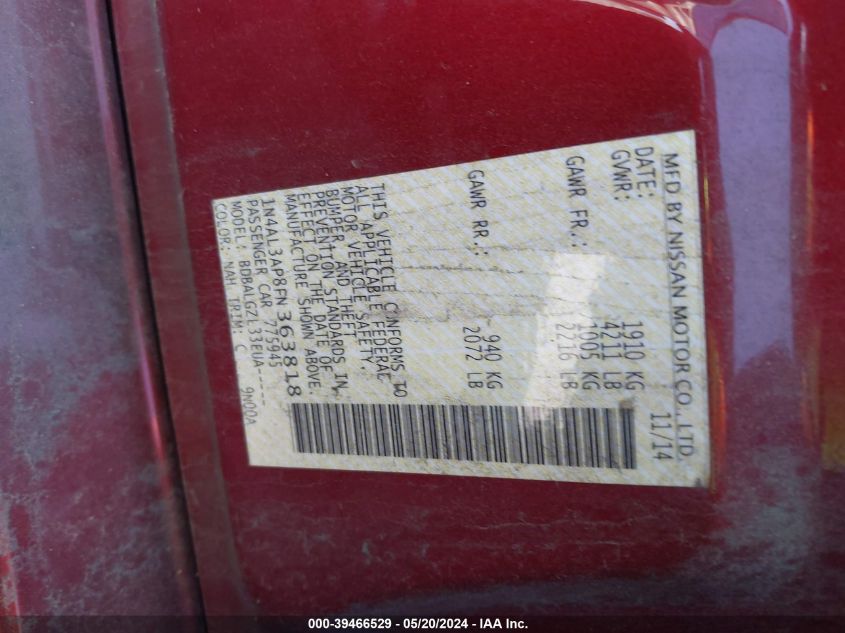 MFD BY NISSAN MOTOR CO., LTD.
DATE: 11/14
GVWR: 1910 KG
4211 LB
GAWR FR.: 1005 KG
2216 LB
GAWR RR.: 940 KG
2072 LB
THIS VEHICLE C NFORMS TO
ALL APPLICABLE FEDERAL
MOTOR VEHICLE SAFETY,
BUMPER, AND THEFT
PREVENTION STANDARDS IN
EFFECT ON THE DATE OF
MANUFACTURE SHOWN ABOVE.
1N4AL3AP8FN363818
PASSENGER CAR 775945
MODEL: BDBALGZL33EUA-----
COLOR: NAH TRIM: C 9N00A
000-39466529 / 05/20/2024 - IAA Inc.